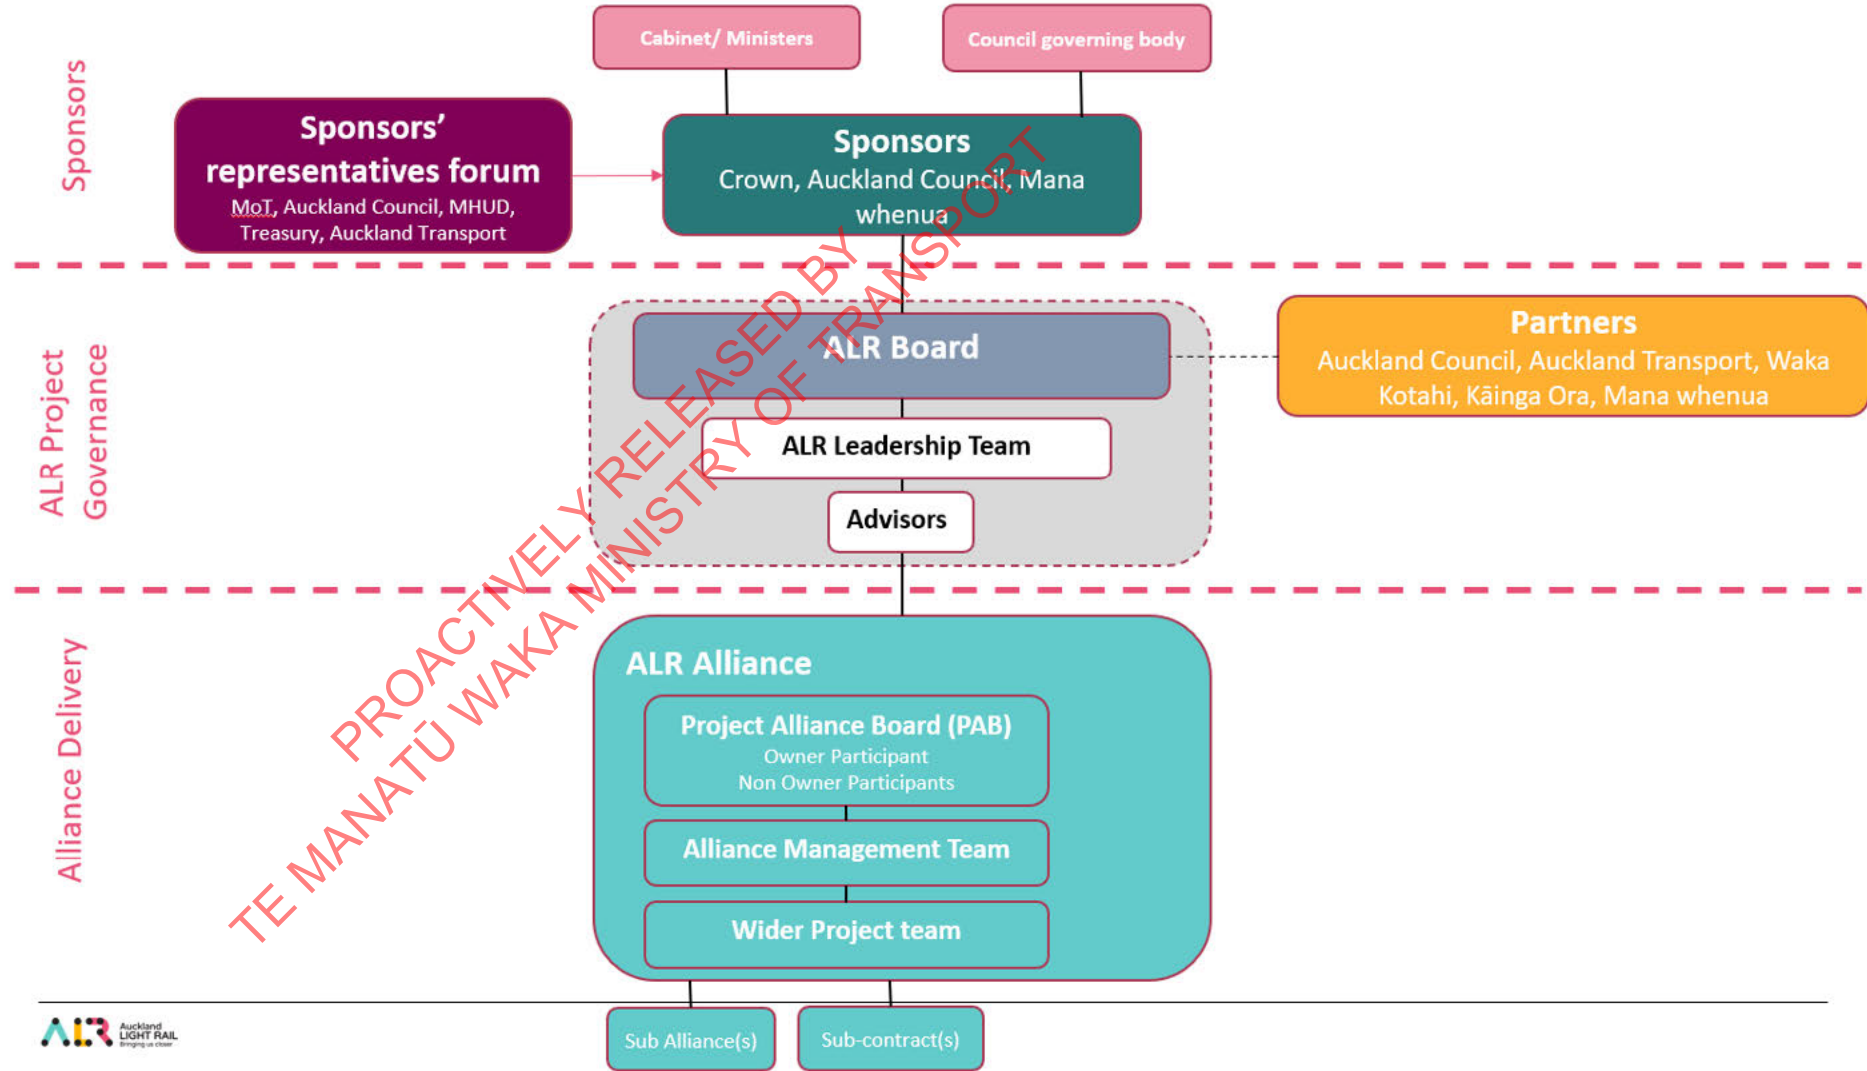 Sponsors
Cabinet/ Ministers
Council governing body
Sponsors'
representatives forum
MoT, Auckland Council, MHUD,
Treasury, Auckland Transport
Sponsors
Crown, Auckland Council, Mana
whenua
ALR Project
Governance
ALR Board
ALR Leadership Team
Advisors
Partners
Auckland Council, Auckland Transport, Waka
Kotahi, Kāinga Ora, Mana whenua
PROACTIVELY RELEASED BY
TE MANATŪ WAKA MINISTRY OF TRANSPORT
Alliance Delivery
ALR Alliance
Project Alliance Board (PAB)
Owner Participant
Non Owner Participants
Alliance Management Team
Wider Project team
Sub Alliance(s)
Sub-contract(s)
ALR
Auckland
LIGHT RAIL
Bringing us closer